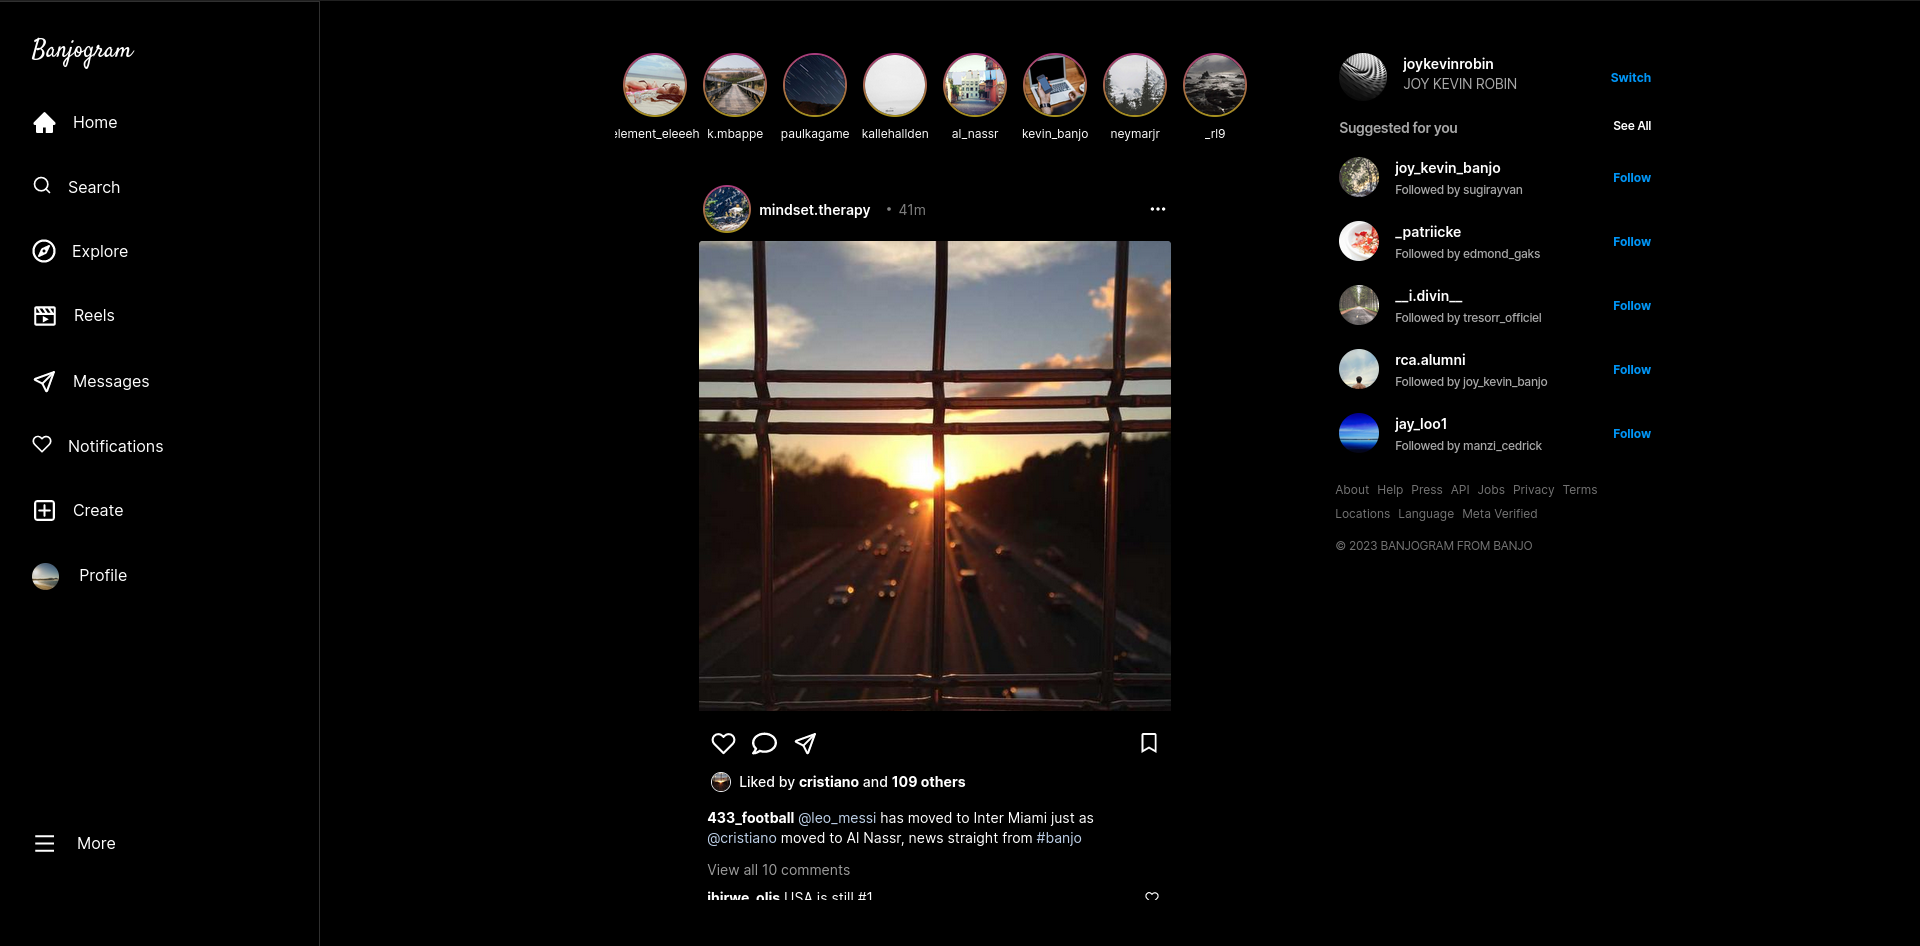 Banjogram
Home
Search
Explore
Reels
Messages
Notifications
Create
Profile
More
element_eleeeh k.mbappe paulkagame kallehallden al_nassr kevin_banjo neymarjr _rl9
mindset.therapy • 41m
Liked by cristiano and 109 others
433_football @leo_messi has moved to Inter Miami just as
@cristiano moved to Al Nassr, news straight from #banjo
View all 10 comments
ihirwe_olis USA is still #1
joykevinrobin
JOY KEVIN ROBIN
Switch
Suggested for you See All
joy_kevin_banjo
Followed by sugirayvan
Follow
_patriicke
Followed by edmond_gaks
Follow
__i.divin__
Followed by tresorr_officiel
Follow
rca.alumni
Followed by joy_kevin_banjo
Follow
jay_loo1
Followed by manzi_cedrick
Follow
About Help Press API Jobs Privacy Terms
Locations Language Meta Verified
© 2023 BANJOGRAM FROM BANJO